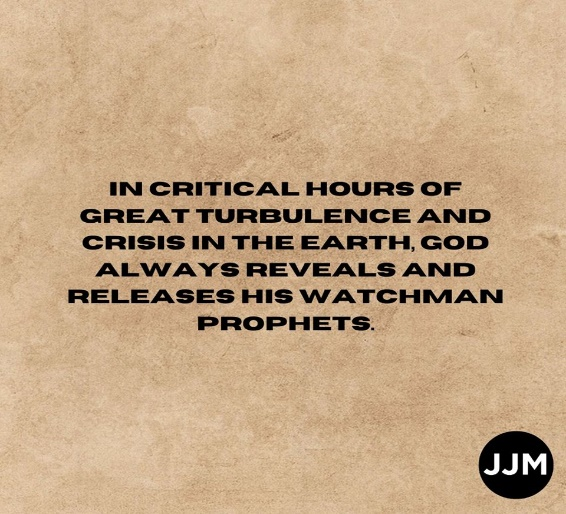 IN CRITICAL HOURS OF
GREAT TURBULENCE AND
CRISIS IN THE EARTH, GOD
ALWAYS REVEALS AND
RELEASES HIS WATCHMAN
PROPHETS.
JJM